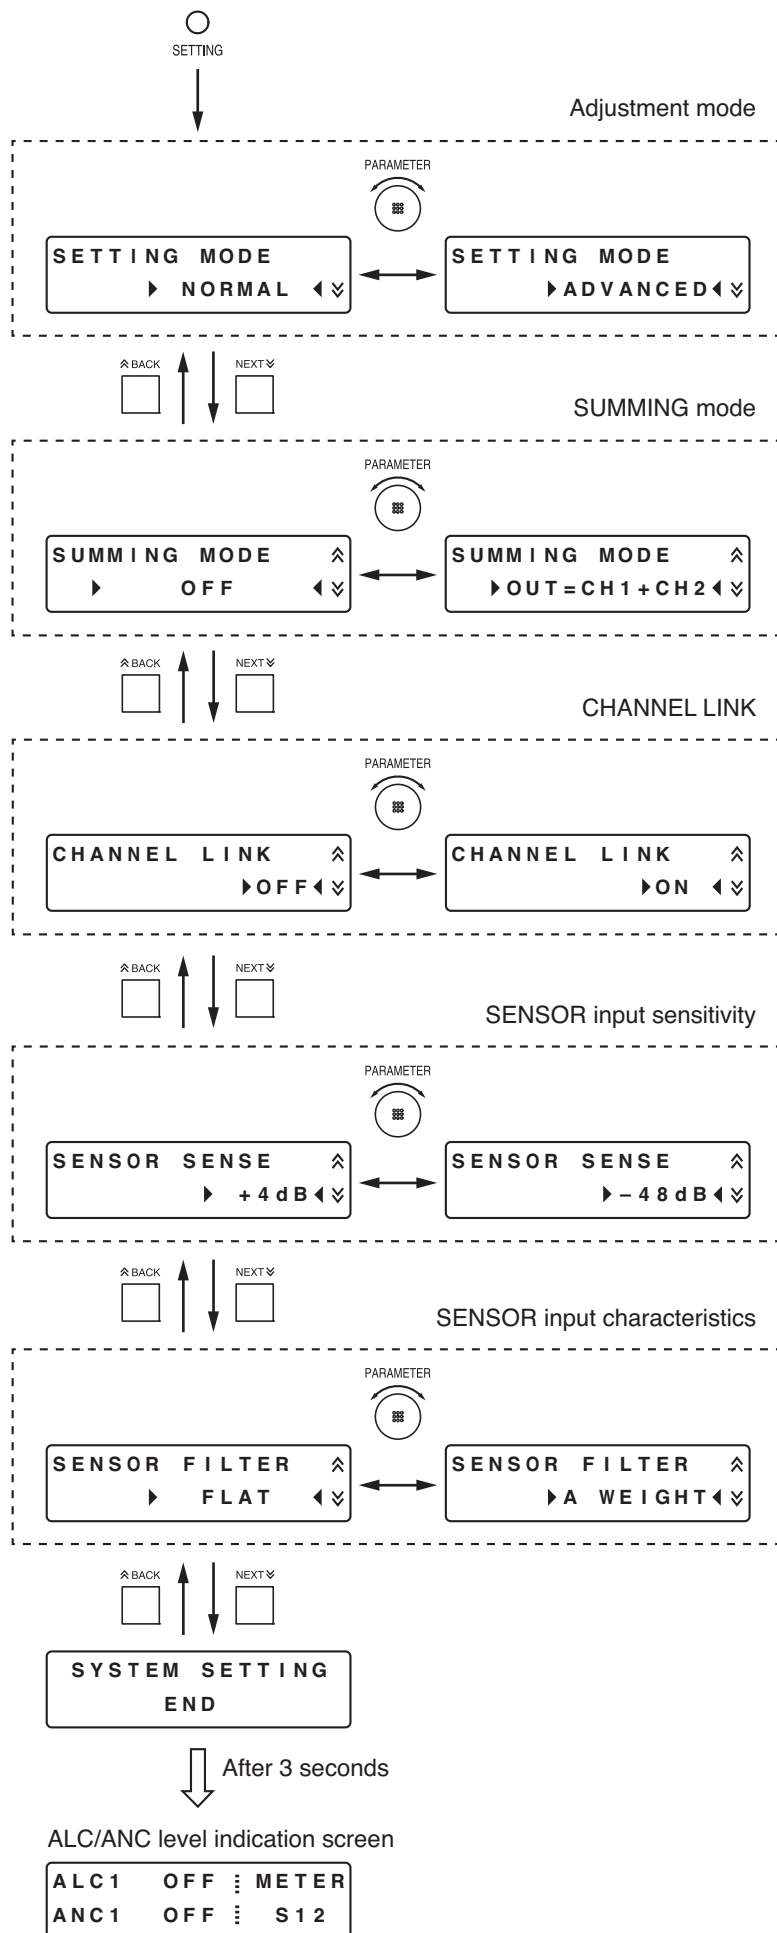 SETTING
Adjustment mode
PARAMETER
SETTING MODE
▶ NORMAL ◀
SETTING MODE
▶ADVANCED◀
BACK
NEXT
SUMMING mode
PARAMETER
SUMMING MODE
▶ OFF ◀
SUMMING MODE
▶OUT=CH1+CH2◀
BACK
NEXT
CHANNEL LINK
PARAMETER
CHANNEL LINK
▶OFF◀
CHANNEL LINK
▶ON ◀
BACK
NEXT
SENSOR input sensitivity
PARAMETER
SENSOR SENSE
▶ +4dB◀
SENSOR SENSE
▶–48dB◀
BACK
NEXT
SENSOR input characteristics
PARAMETER
SENSOR FILTER
▶ FLAT ◀
SENSOR FILTER
▶A WEIGHT◀
BACK
NEXT
SYSTEM SETTING
END
After 3 seconds
ALC/ANC level indication screen
ALC1 OFF METER
ANC1 OFF S12